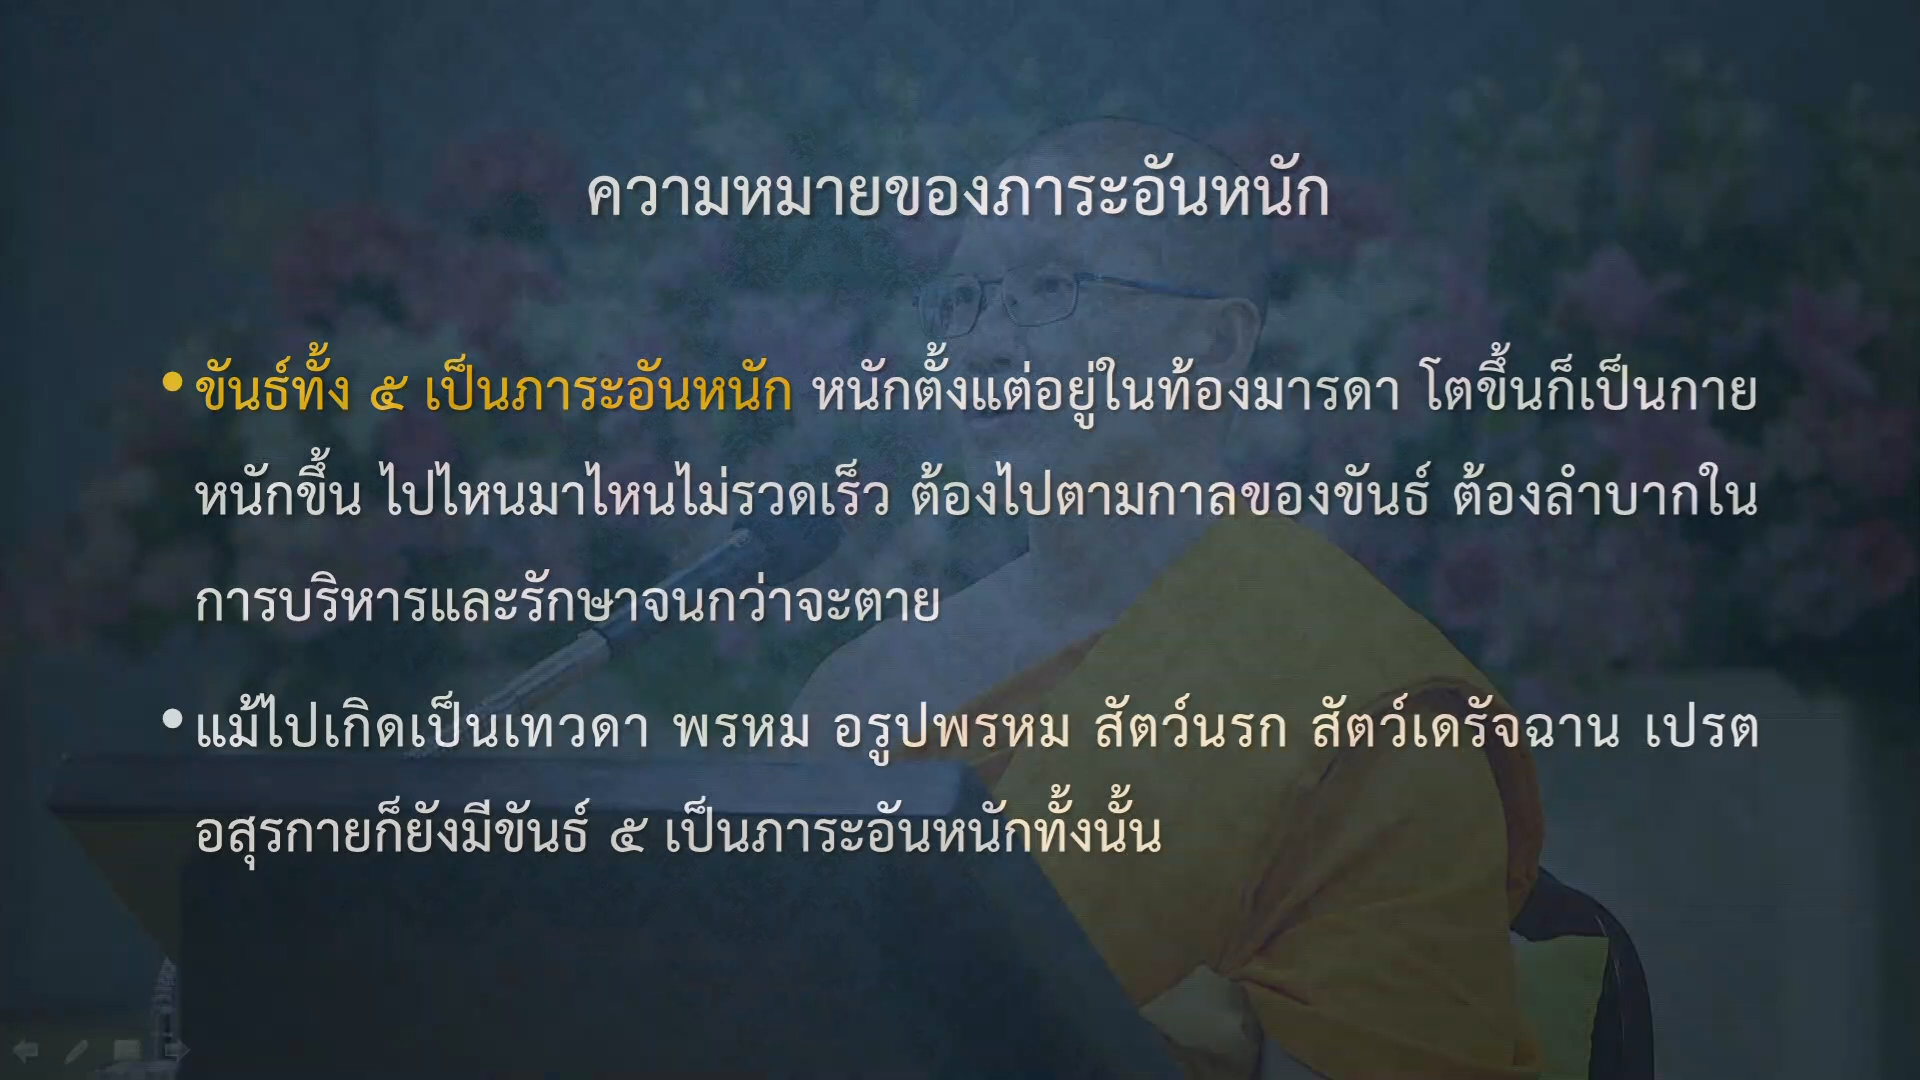 ความหมายของภาระอันหนัก
• ขันธ์ทั้ง ๕ เป็นภาระอันหนัก หนักตั้งแต่อยู่ในท้องมารดา โตขึ้นก็เป็นกาย
หนักขึ้น ไปไหนมาไหนไม่รวดเร็ว ต้องไปตามกาลของขันธ์ ต้องลำบากใน
การบริหารและรักษาจนกว่าจะตาย
• แม้ไปเกิดเป็นเทวดา พรหม อรูปพรหม สัตว์นรก สัตว์เดรัจฉาน เปรต
อสุรกายก็ยังมีขันธ์ ๕ เป็นภาระอันหนักทั้งนั้น